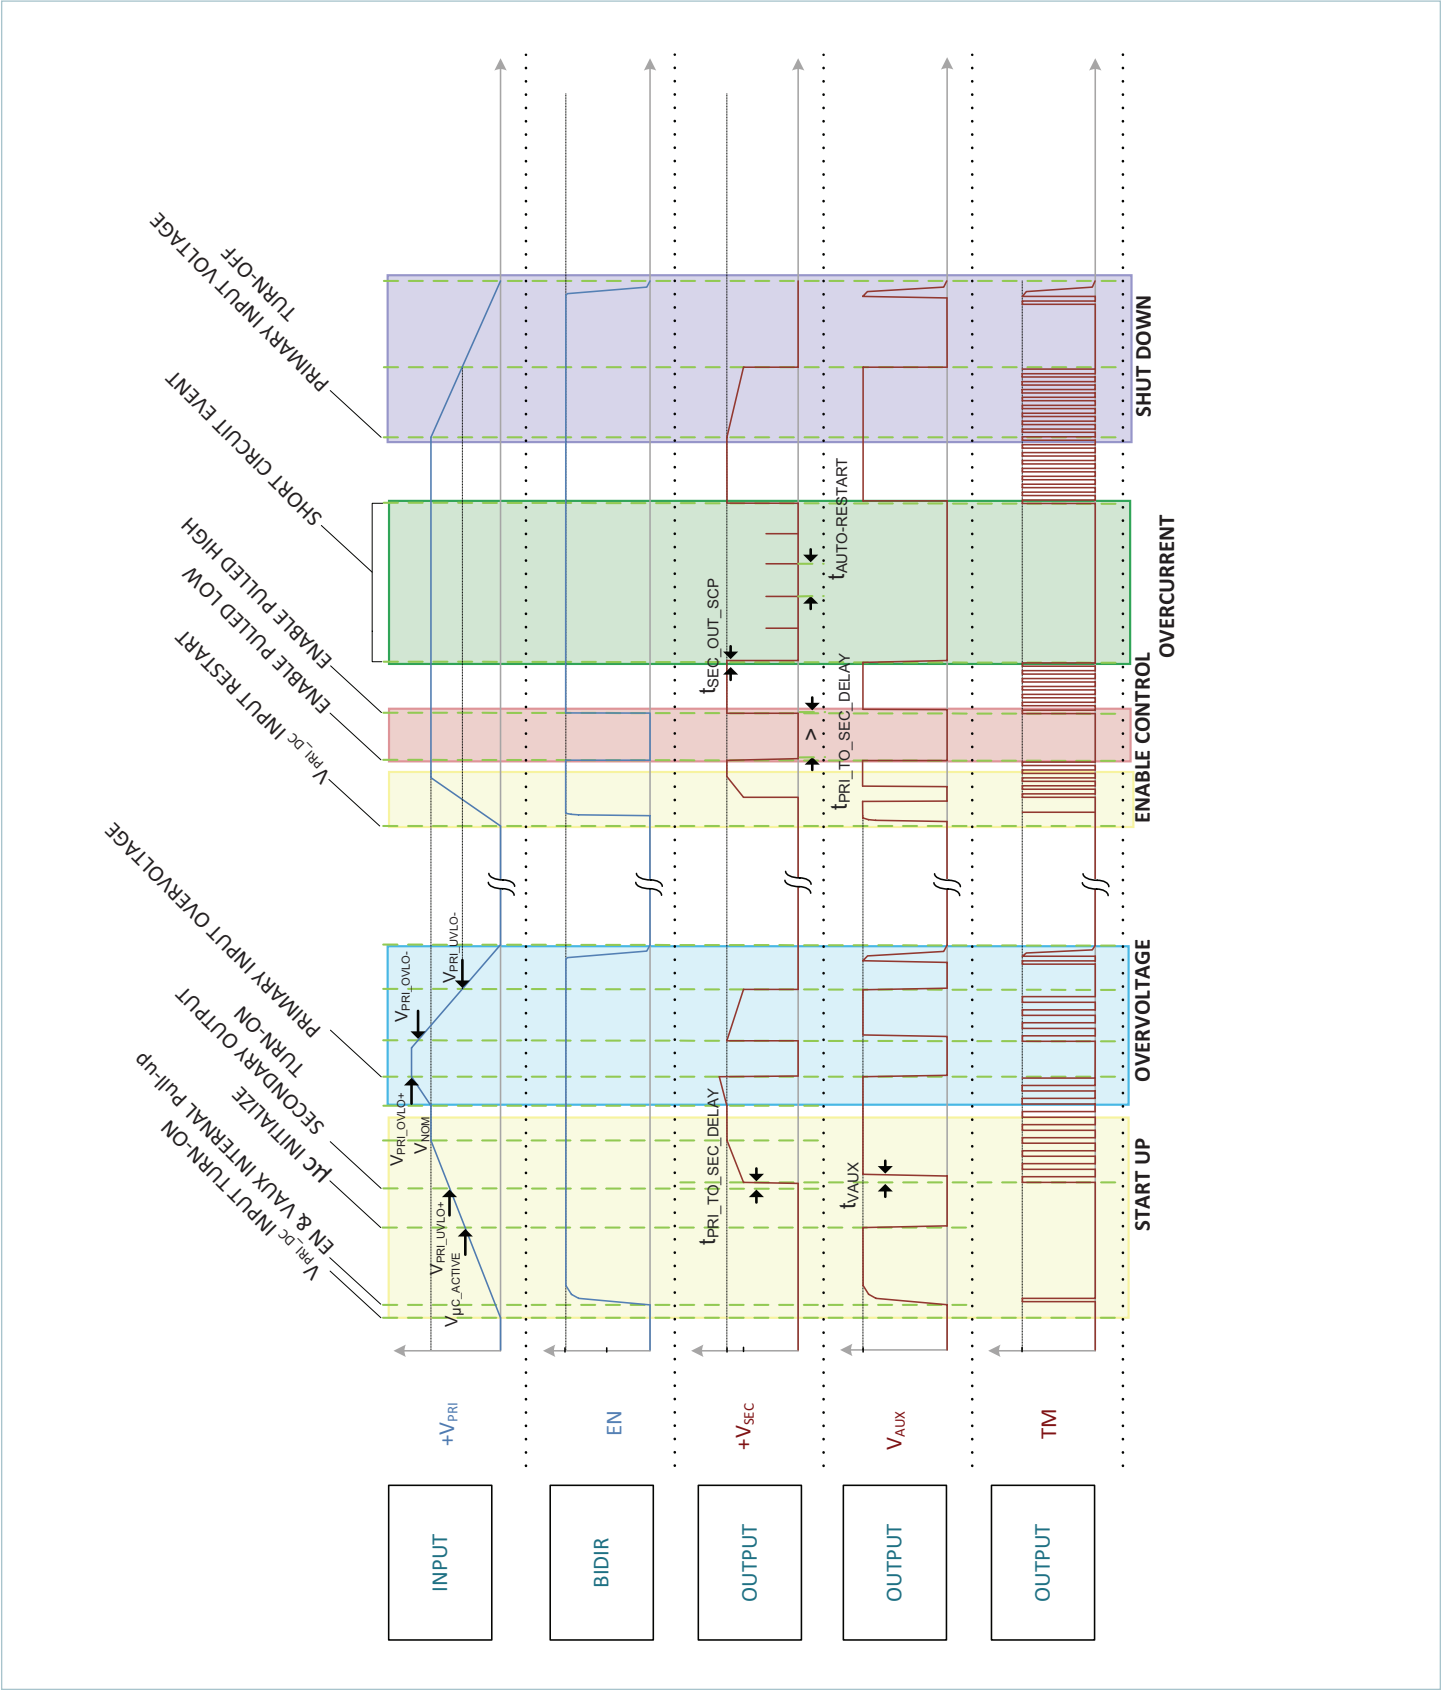 V PRI_DC INPUT TURN-ON
EN & VAUX INTERNAL Pull-up
µC INITIALIZE
SECONDARY OUTPUT
TURN-ON
PRIMARY INPUT OVERVOLTAGE
V PRI_DC INPUT RESTART
ENABLE PULLED LOW
ENABLE PULLED HIGH
SHORT CIRCUIT EVENT
PRIMARY INPUT VOLTAGE
TURN-OFF
INPUT
+VPRI
VµC_ACTIVE
VPRI_UVLO+
VPRI_OVLO+
VNOM
VPRI_OVLO-
VPRI_UVLO-
BIDIR
EN
OUTPUT
+VSEC
tPRI_TO_SEC_DELAY
tSEC_OUT_SCP
>
tPRI_TO_SEC_DELAY
tAUTO-RESTART
OUTPUT
VAUX
tVAUX
OUTPUT
TM
START UP
OVERVOLTAGE
ENABLE CONTROL
OVERCURRENT
SHUT DOWN